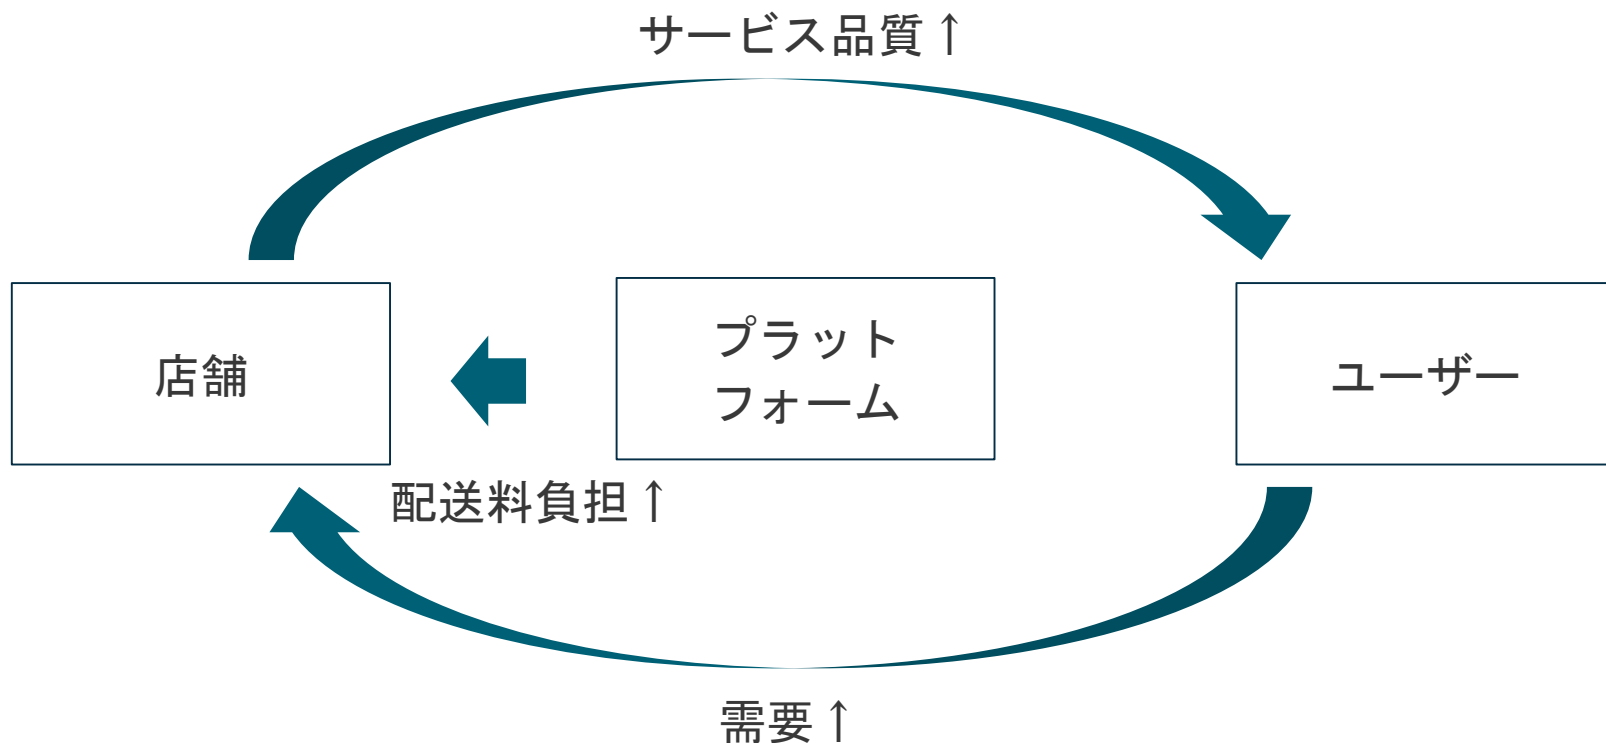 サービス品質↑
店舗
プラット
フォーム
ユーザー
配送料負担↑
需要↑